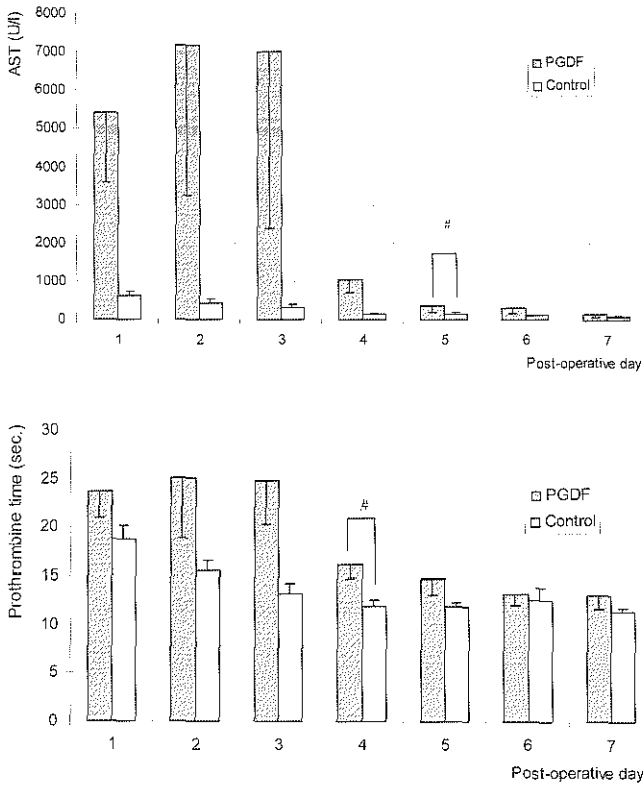 AST (U/l)
8000
7000
6000
5000
4000
3000
2000
1000
0
PGDF
Control
#
1 2 3 4 5 6 7
Post-operative day
Prothrombine time (sec.)
30
25
20
15
10
5
0
PGDF
Control
#
1 2 3 4 5 6 7
Post-operative day